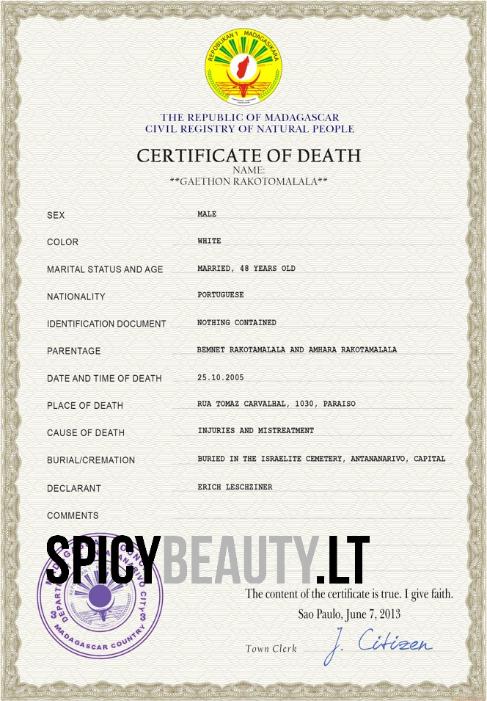 REPOBLIKAN'I MADAGASIKARA
THE REPUBLIC OF MADAGASCAR
CIVIL REGISTRY OF NATURAL PEOPLE
CERTIFICATE OF DEATH
NAME:
**GAETHON RAKOTOMALALA**
SEX MALE
COLOR WHITE
MARITAL STATUS AND AGE MARRIED, 48 YEARS OLD
NATIONALITY PORTUGUESE
IDENTIFICATION DOCUMENT NOTHING CONTAINED
PARENTAGE BEMNET RAKOTAMALALA AND AMHARA RAKOTAMALALA
DATE AND TIME OF DEATH 25.10.2005
PLACE OF DEATH RUA TOMAZ CARVALHAL, 1030, PARAISO
CAUSE OF DEATH INJURIES AND MISTREATMENT
BURIAL/CREMATION BURIED IN THE ISRAELITE CEMETERY, ANTANANARIVO, CAPITAL
DECLARANT ERICH LESCHZINER
COMMENTS
SPICYBEAUTY.LT
MADAGASCAR COUNTRY
The content of the certificate is true. I give faith.
Sao Paulo, June 7, 2013
Town Clerk J. Citizen